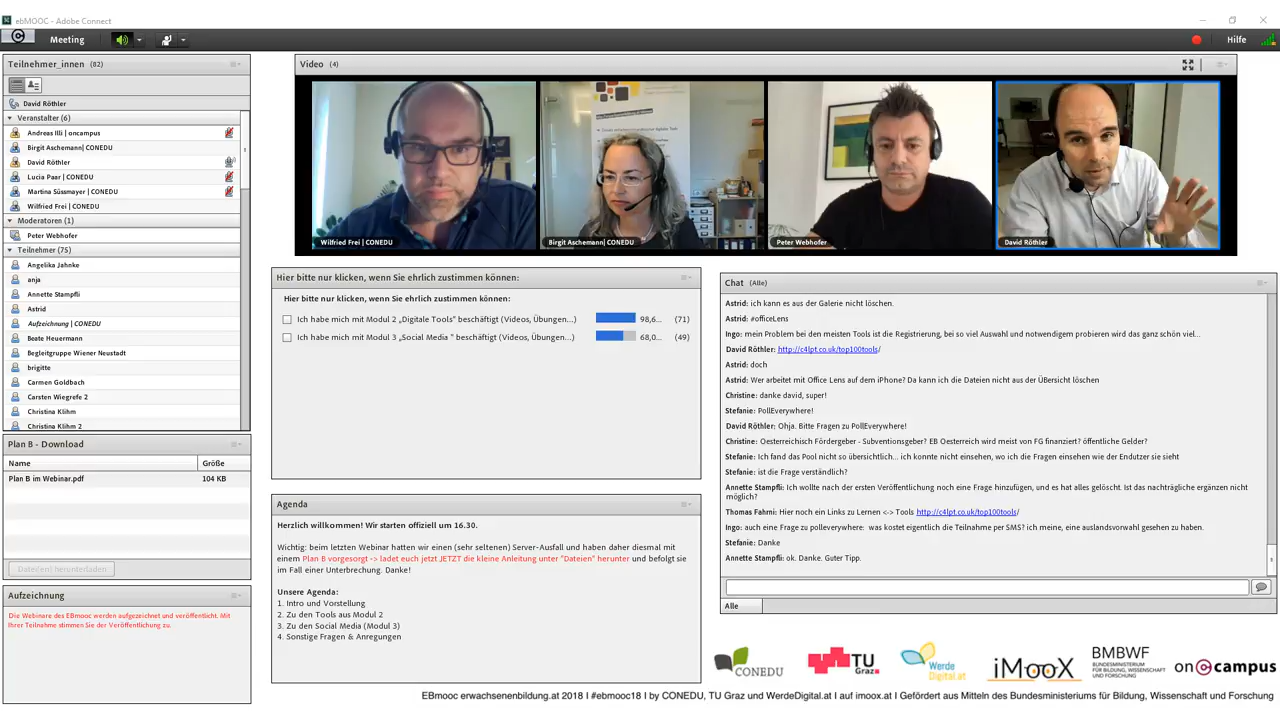 ebMOOC - Adobe Connect
Meeting
Hilfe
Teilnehmer_innen (82)
David Röthler
Veranstalter (6)
Andreas Illi | oncampus
Birgit Aschemann| CONEDU
David Röthler
Lucia Paar | CONEDU
Martina Süssmayer | CONEDU
Wilfried Frei | CONEDU
Moderatoren (1)
Peter Webhofer
Teilnehmer (75)
Angelika Jahnke
anja
Annette Stampfli
Astrid
Aufzeichnung | CONEDU
Beate Heuermann
Begleitgruppe Wiener Neustadt
brigitte
Carmen Goldbach
Carsten Wiegrefe 2
Christina Klihm
Christina Klihm 2
Plan B - Download
Name Größe
Plan B im Webinar.pdf 104 KB
Datei(en) herunterladen
Aufzeichnung
Die Webinare des EBmooc werden aufgezeichnet und veröffentlicht. Mit
Ihrer Teilnahme stimmen Sie der Veröffentlichung zu.
Video (4)
Wilfried Frei | CONEDU
Birgit Aschemann| CONEDU
Peter Webhofer
David Röthler
Hier bitte nur klicken, wenn Sie ehrlich zustimmen können:
Hier bitte nur klicken, wenn Sie ehrlich zustimmen können:
Ich habe mich mit Modul 2 „Digitale Tools“ beschäftigt (Videos, Übungen...) 98,6... (71)
Ich habe mich mit Modul 3 „Social Media “ beschäftigt (Videos, Übungen...) 68,0... (49)
Agenda
Herzlich willkommen! Wir starten offiziell um 16.30.
Wichtig: beim letzten Webinar hatten wir einen (sehr seltenen) Server-Ausfall und haben daher diesmal mit
einem Plan B vorgesorgt -> ladet euch jetzt JETZT die kleine Anleitung unter "Dateien" herunter und befolgt sie
im Fall einer Unterbrechung. Danke!
Unsere Agenda:
1. Intro und Vorstellung
2. Zu den Tools aus Modul 2
3. Zu den Social Media (Modul 3)
4. Sonstige Fragen & Anregungen
Chat (Alle)
Astrid: ich kann es aus der Galerie nicht löschen.
Astrid: #officeLens
Ingo: mein Problem bei den meisten Tools ist die Registrierung, bei so viel Auswahl und notwendigem probieren wird das ganz schön viel...
David Röthler: http://c4lpt.co.uk/top100tools/
Astrid: doch
Astrid: Wer arbeitet mit Office Lens auf dem iPhone? Da kann ich die Dateien nicht aus der ÜBersicht löschen
Christine: danke david, super!
Stefanie: PollEverywhere!
David Röthler: Ohja. Bitte Fragen zu PollEverywhere!
Christine: Oesterreichisch Fördergeber - Subventionsgeber? EB Oesterreich wird meist von FG finanziert? öffentliche Gelder?
Stefanie: Ich fand das Pool nicht so übersichtlich... ich konnte nicht einsehen, wo ich die Fragen einsehen wie der Endutzer sie sieht
Stefanie: ist die Frage verständlich?
Annette Stampfli: Ich wollte nach der ersten Veröffentlichung noch eine Frage hinzufügen, und es hat alles gelöscht. Ist das nachträgliche ergänzen nicht
möglich?
Thomas Fahrni: Hier noch ein Links zu Lernen <-> Tools http://c4lpt.co.uk/top100tools/
Ingo: auch eine Frage zu polleverywhere: was kostet eigentlich die Teilnahme per SMS? ich meine, eine auslandsvorwahl gesehen zu haben.
Stefanie: Danke
Annette Stampfli: ok. Danke. Guter Tipp.
Alle
CONEDU
TU
Graz
Werde
Digital.at
iMooX
BMBWF
BUNDESMINISTERIUM
FÜR BILDUNG, WISSENSCHAFT
UND FORSCHUNG
oncampus
EBmooc erwachsenenbildung.at 2018 I #ebmooc18 I by CONEDU, TU Graz und WerdeDigital.at I auf imoox.at I Gefördert aus Mitteln des Bundesministeriums für Bildung, Wissenschaft und Forschung